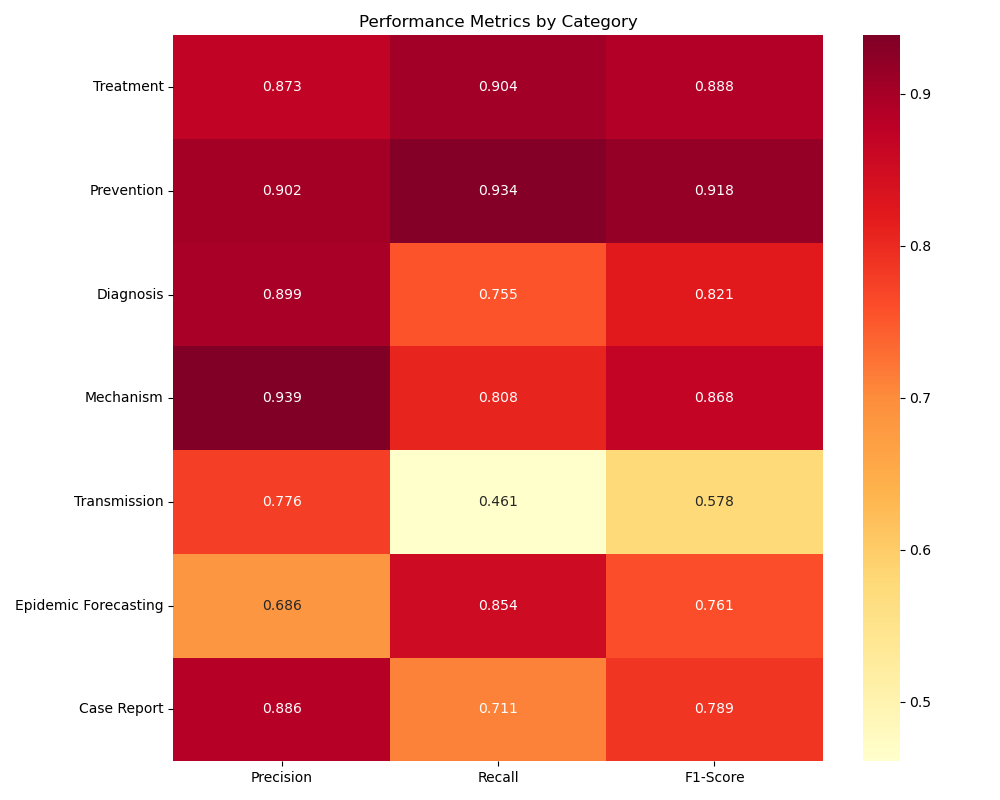 Performance Metrics by Category
Treatment 0.873 0.904 0.888
Prevention 0.902 0.934 0.918
Diagnosis 0.899 0.755 0.821
Mechanism 0.939 0.808 0.868
Transmission 0.776 0.461 0.578
Epidemic Forecasting 0.686 0.854 0.761
Case Report 0.886 0.711 0.789
Precision Recall F1-Score
0.9
0.8
0.7
0.6
0.5